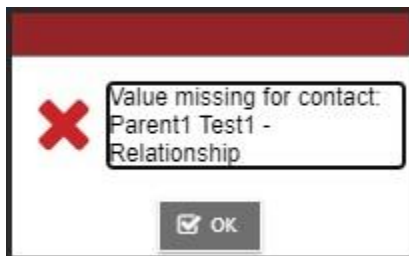 Value missing for contact:
Parent1 Test1 -
Relationship
OK